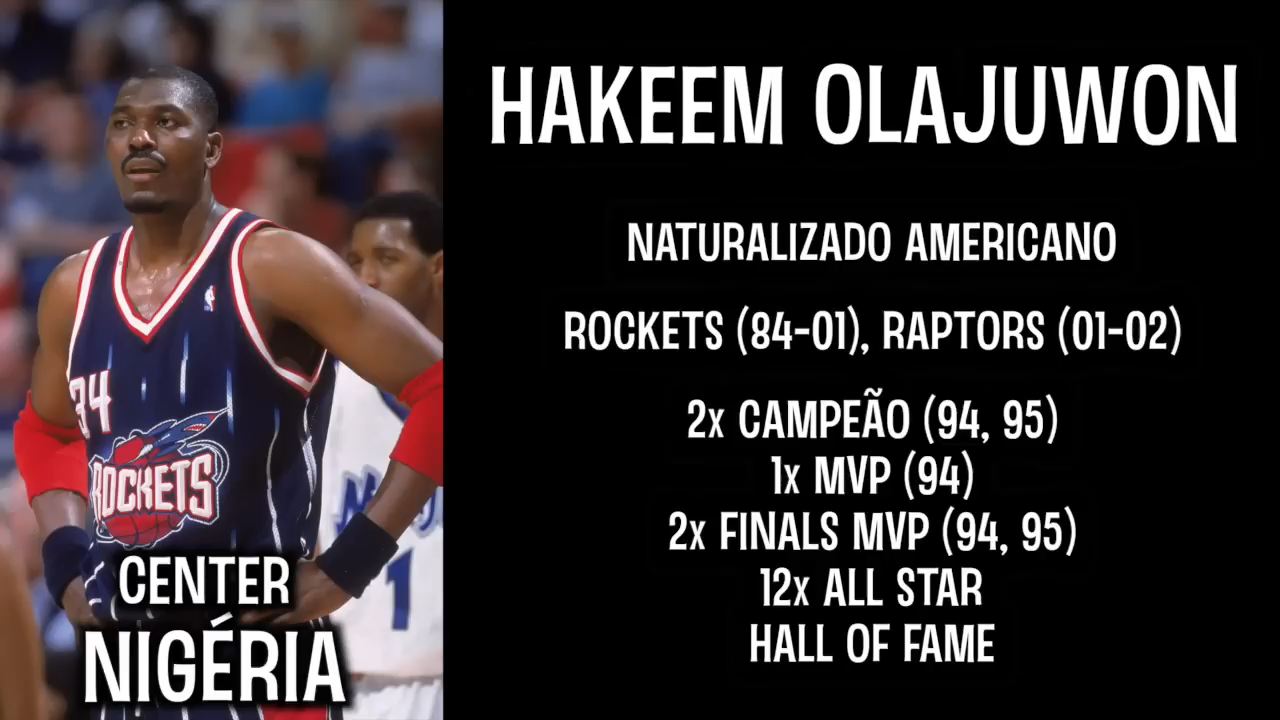 HAKEEM OLAJUWON
NATURALIZADO AMERICANO
ROCKETS (84-01), RAPTORS (01-02)
2x CAMPEÃO (94, 95)
1x MVP (94)
2x FINALS MVP (94, 95)
12x ALL STAR
HALL OF FAME
34
ROCKETS
1
CENTER
NIGÉRIA